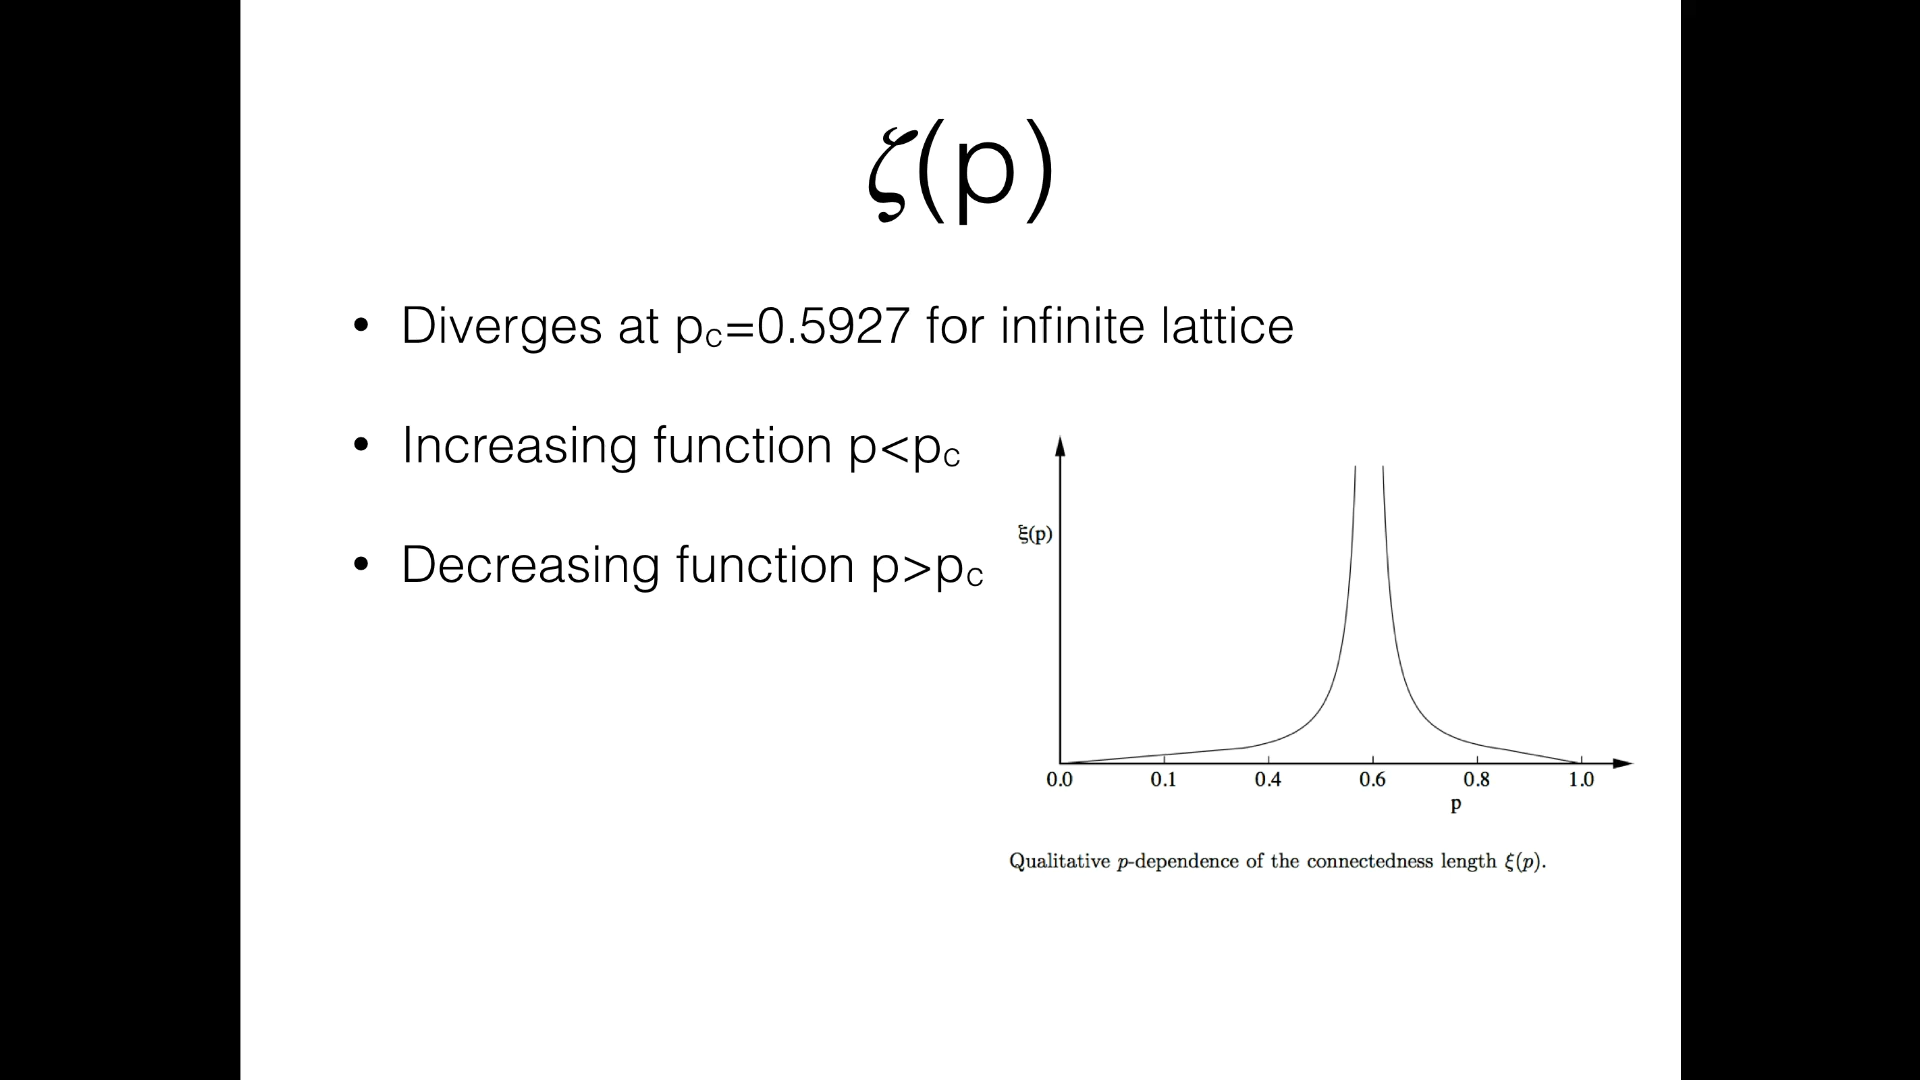 ζ(p)
• Diverges at pc=0.5927 for infinite lattice
• Increasing function p<pc
• Decreasing function p>pc
ξ(p)
0.0 0.1 0.4 0.6 0.8 1.0
p
Qualitative p-dependence of the connectedness length ξ(p).